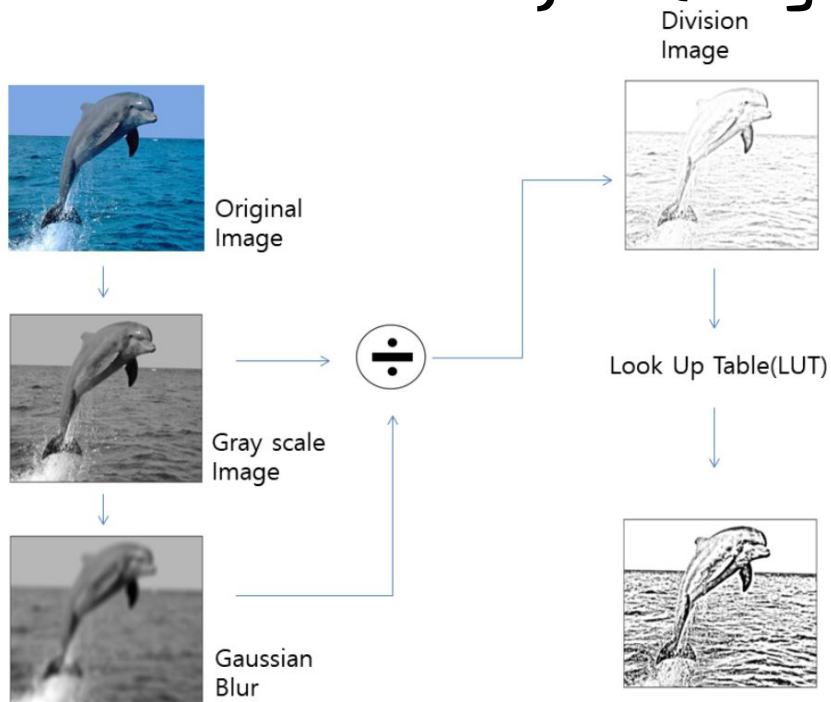 Division
Image
Original
Image
Gray scale
Image
Look Up Table(LUT)
Gaussian
Blur